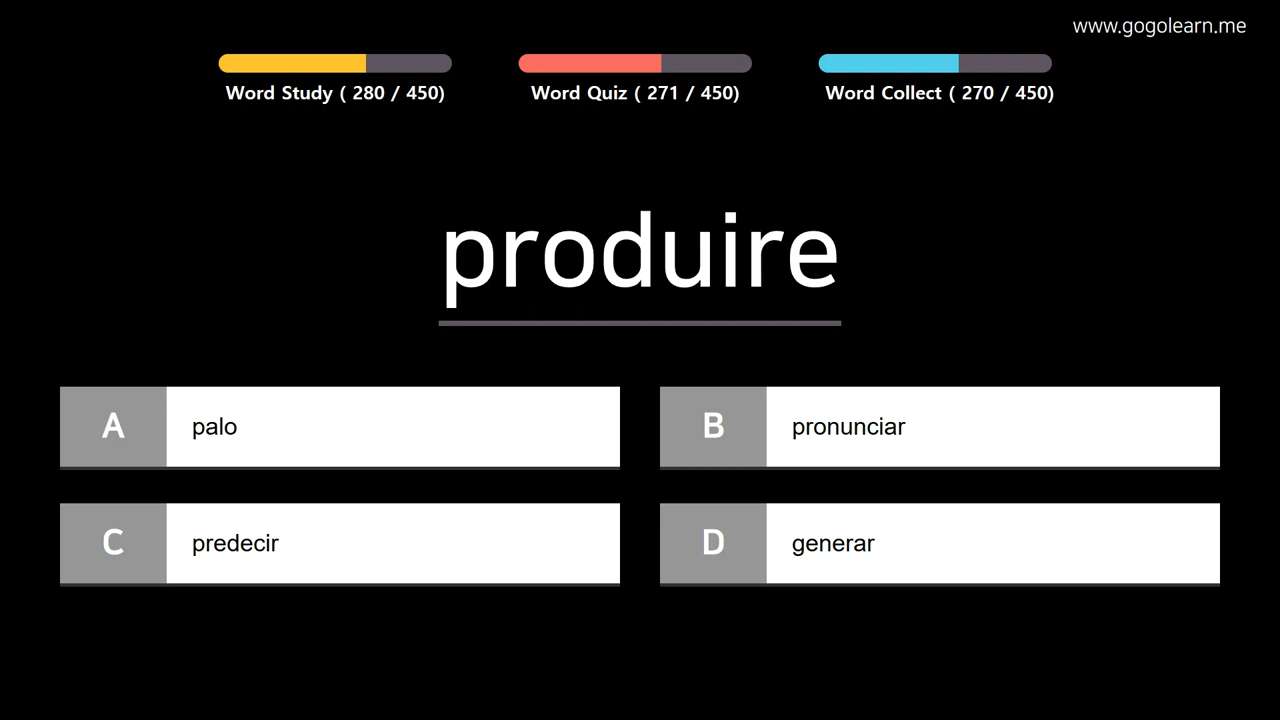 www.gogolearn.me
Word Study ( 280 / 450)
Word Quiz ( 271 / 450)
Word Collect ( 270 / 450)
produire
A palo
B pronunciar
C predecir
D generar